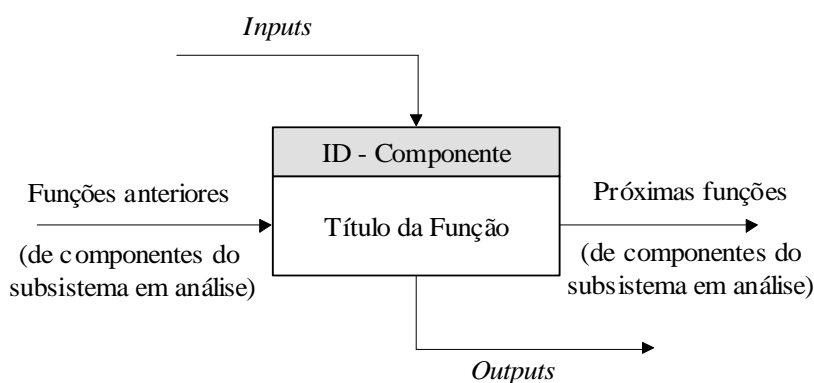 Inputs
ID - Componente
Funções anteriores
Título da Função
Próximas funções
(de componentes do
subsistema em análise)
(de componentes do
subsistema em análise)
Outputs